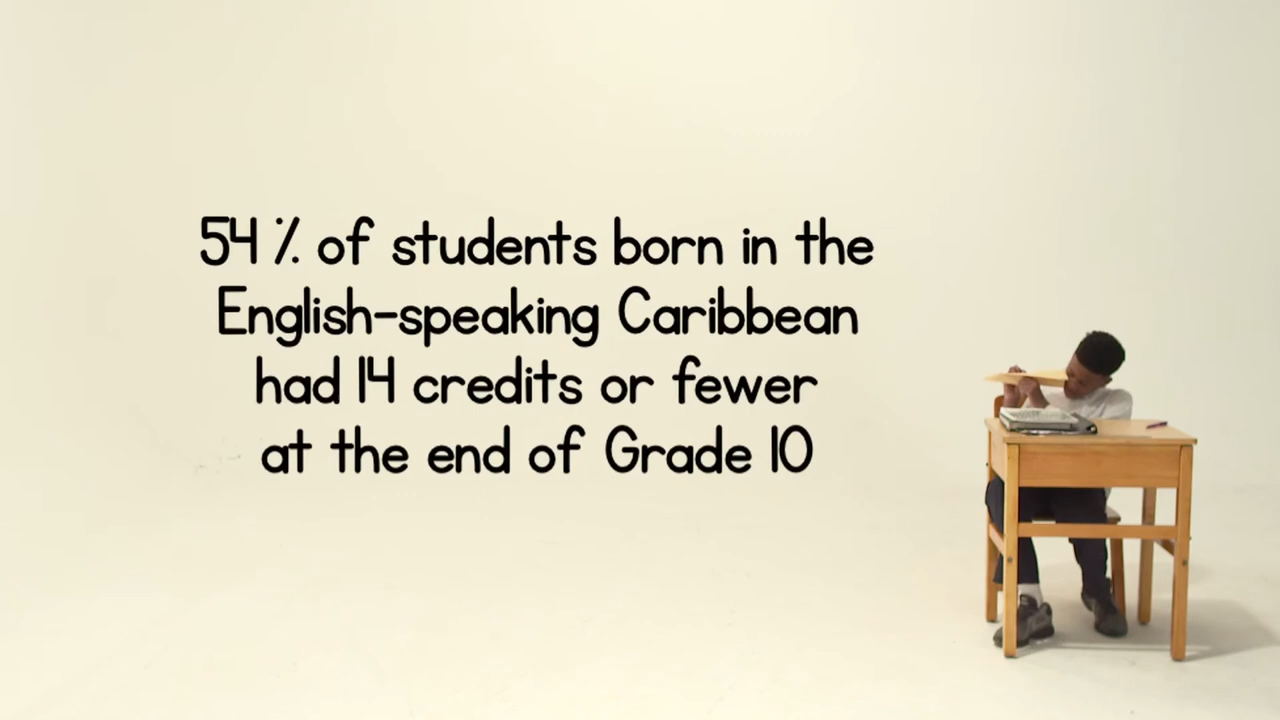 54 % of students born in the
English-speaking Caribbean
had 14 credits or fewer
at the end of Grade 10